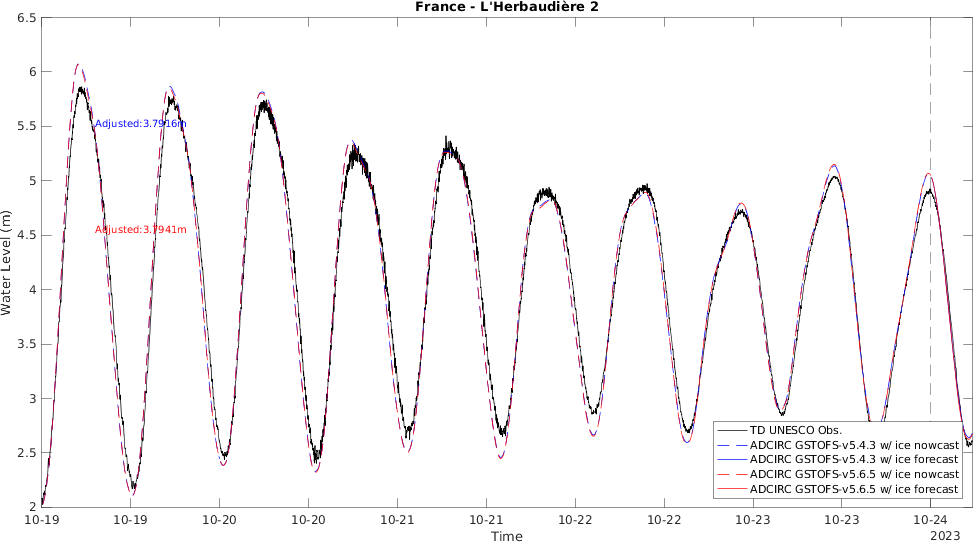 France - L'Herbaudière 2
6.5
6
5.5
5
4.5
4
3.5
3
2.5
2
Water Level (m)
Adjusted:3.7916m
Adjusted:3.7941m
TD UNESCO Obs.
ADCIRC GSTOFS-v5.4.3 w/ ice nowcast
ADCIRC GSTOFS-v5.4.3 w/ ice forecast
ADCIRC GSTOFS-v5.6.5 w/ ice nowcast
ADCIRC GSTOFS-v5.6.5 w/ ice forecast
10-19 10-19 10-20 10-20 10-21 10-21 10-22 10-22 10-23 10-23 10-24
2023
Time